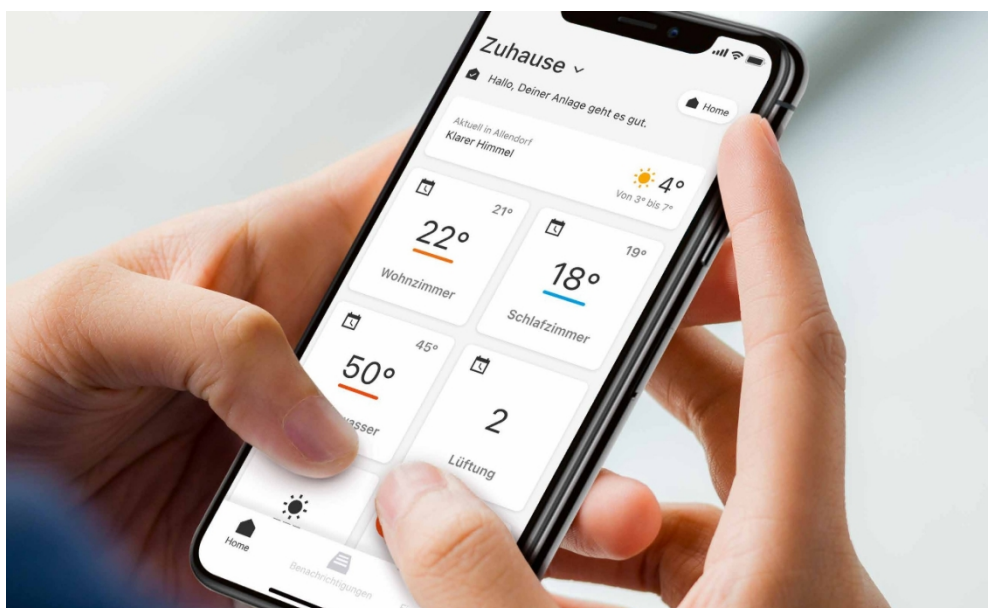 Zuhause
Hallo, Deiner Anlage geht es gut.
Home
Aktuell in Allendorf
Klarer Himmel
4°
Von 3° bis 7°
21°
22°
Wohnzimmer
19°
18°
Schlafzimmer
45°
50°
2
Lüftung
Home
Benachrichtigungen